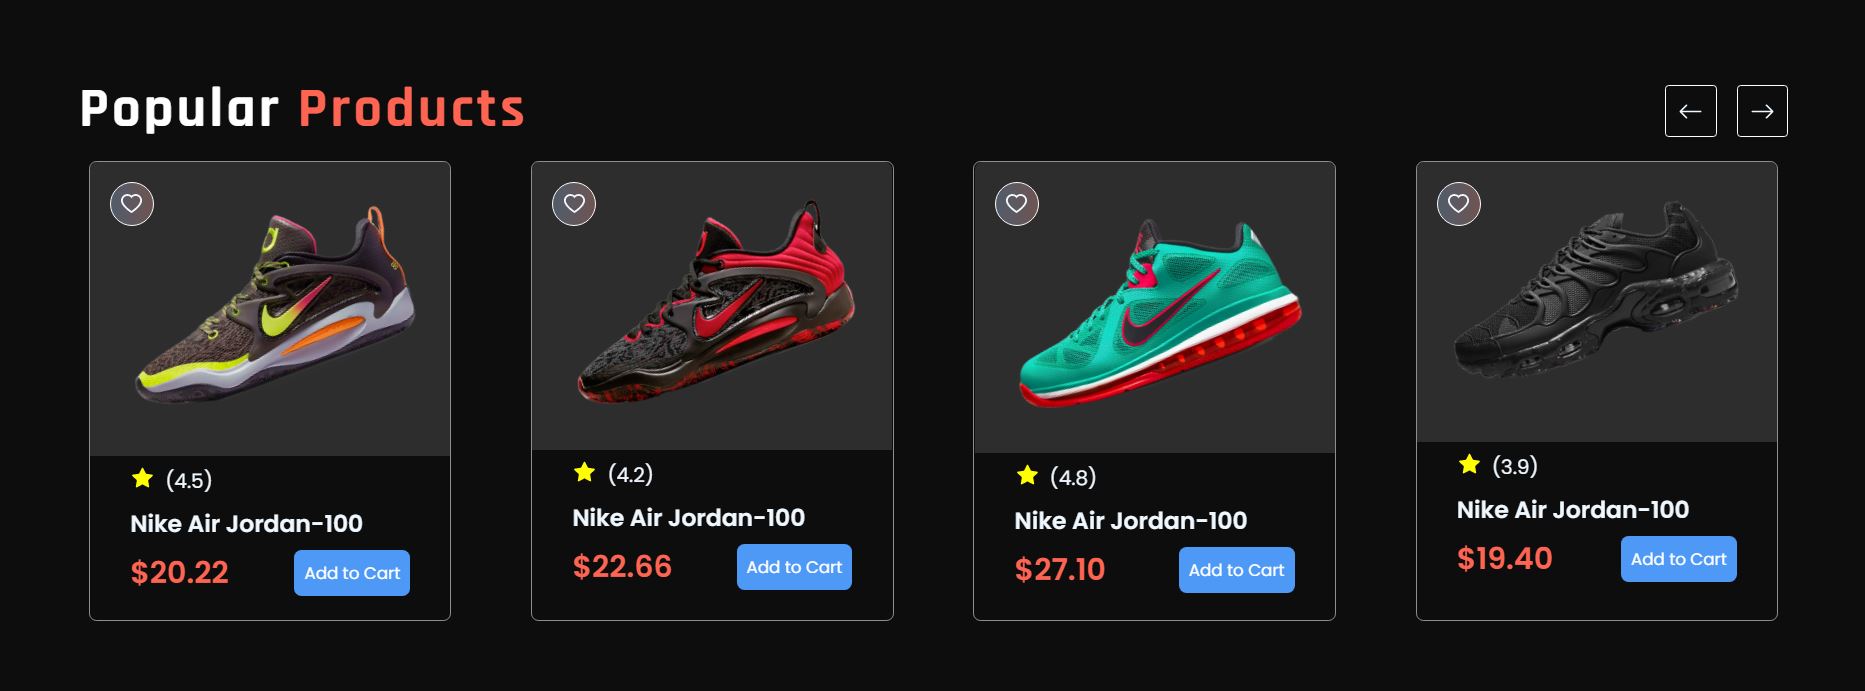 Popular Products
(4.5)
Nike Air Jordan-100
$20.22
Add to Cart
(4.2)
Nike Air Jordan-100
$22.66
Add to Cart
(4.8)
Nike Air Jordan-100
$27.10
Add to Cart
(3.9)
Nike Air Jordan-100
$19.40
Add to Cart